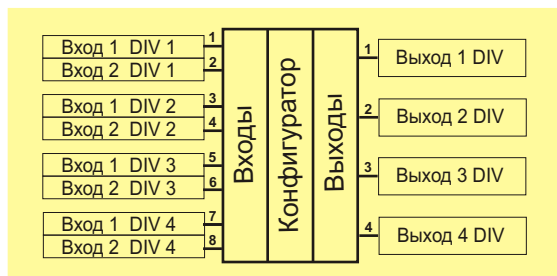 Вход 1 DIV 1
1
Вход 2 DIV 1
2
Вход 1 DIV 2
3
Вход 2 DIV 2
4
Вход 1 DIV 3
5
Вход 2 DIV 3
6
Вход 1 DIV 4
7
Вход 2 DIV 4
8
Входы
Конфигуратор
Выходы
1
Выход 1 DIV
2
Выход 2 DIV
3
Выход 3 DIV
4
Выход 4 DIV